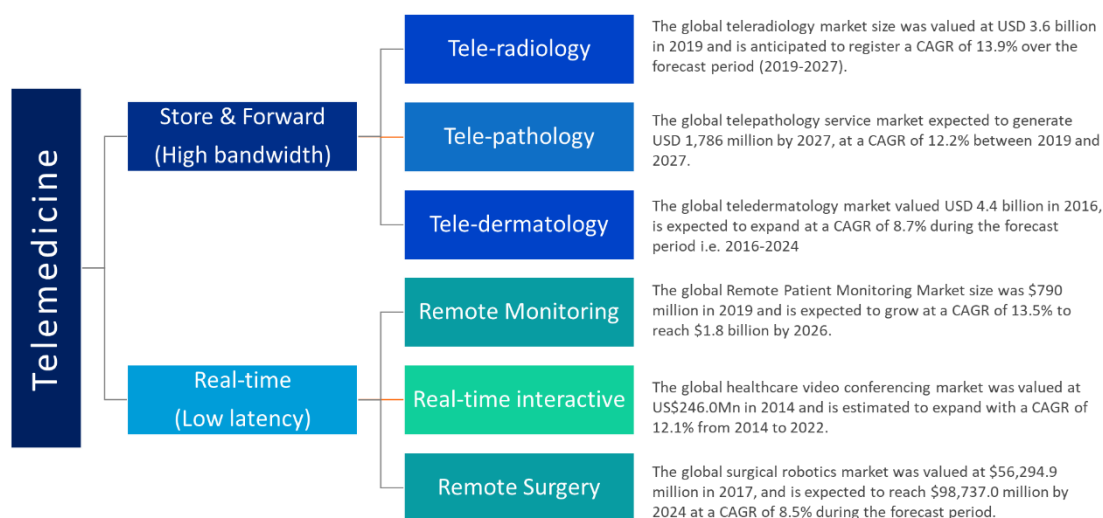 Telemedicine
Store & Forward
(High bandwidth)
Tele-radiology
The global teleradiology market size was valued at USD 3.6 billion
in 2019 and is anticipated to register a CAGR of 13.9% over the
forecast period (2019-2027).
Tele-pathology
The global telepathology service market expected to generate
USD 1,786 million by 2027, at a CAGR of 12.2% between 2019 and
2027.
Tele-dermatology
The global teledermatology market valued USD 4.4 billion in 2016,
is expected to expand at a CAGR of 8.7% during the forecast
period i.e. 2016-2024
Real-time
(Low latency)
Remote Monitoring
The global Remote Patient Monitoring Market size was $790
million in 2019 and is expected to grow at a CAGR of 13.5% to
reach $1.8 billion by 2026.
Real-time interactive
The global healthcare video conferencing market was valued at
US$246.0Mn in 2014 and is estimated to expand with a CAGR of
12.1% from 2014 to 2022.
Remote Surgery
The global surgical robotics market was valued at $56,294.9
million in 2017, and is expected to reach $98,737.0 million by
2024 at a CAGR of 8.5% during the forecast period.